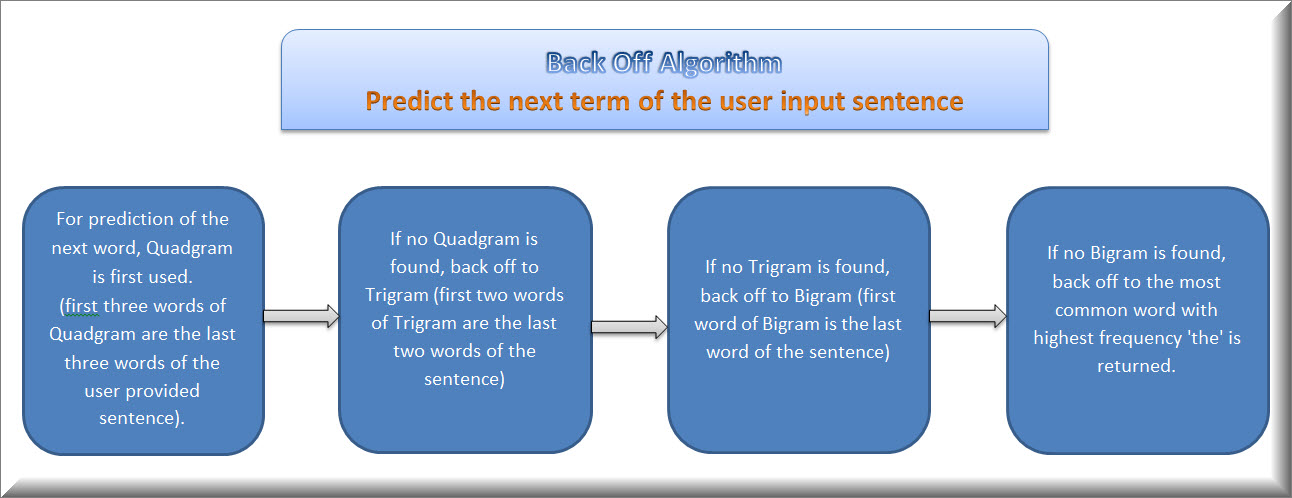 Back Off Algorithm
Predict the next term of the user input sentence
For prediction of the
next word, Quadgram
is first used.
(first three words of
Quadgram are the last
three words of the
user provided
sentence).
If no Quadgram is
found, back off to
Trigram (first two words
of Trigram are the last
two words of the
sentence)
If no Trigram is found,
back off to Bigram (first
word of Bigram is the last
word of the sentence)
If no Bigram is found,
back off to the most
common word with
highest frequency 'the' is
returned.